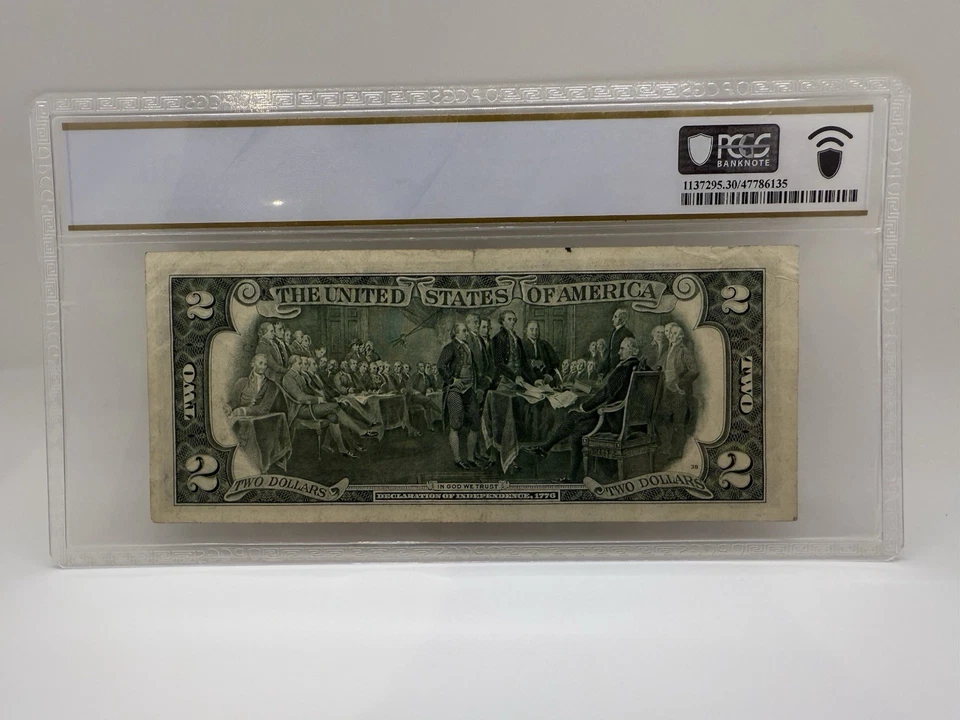 PCGS
BANKNOTE
1137295.30/47786135
2 THE UNITED STATES OF AMERICA 2
TWO TWO
2 TWO DOLLARS IN GOD WE TRUST TWO DOLLARS 2
DECLARATION OF INDEPENDENCE, 1776